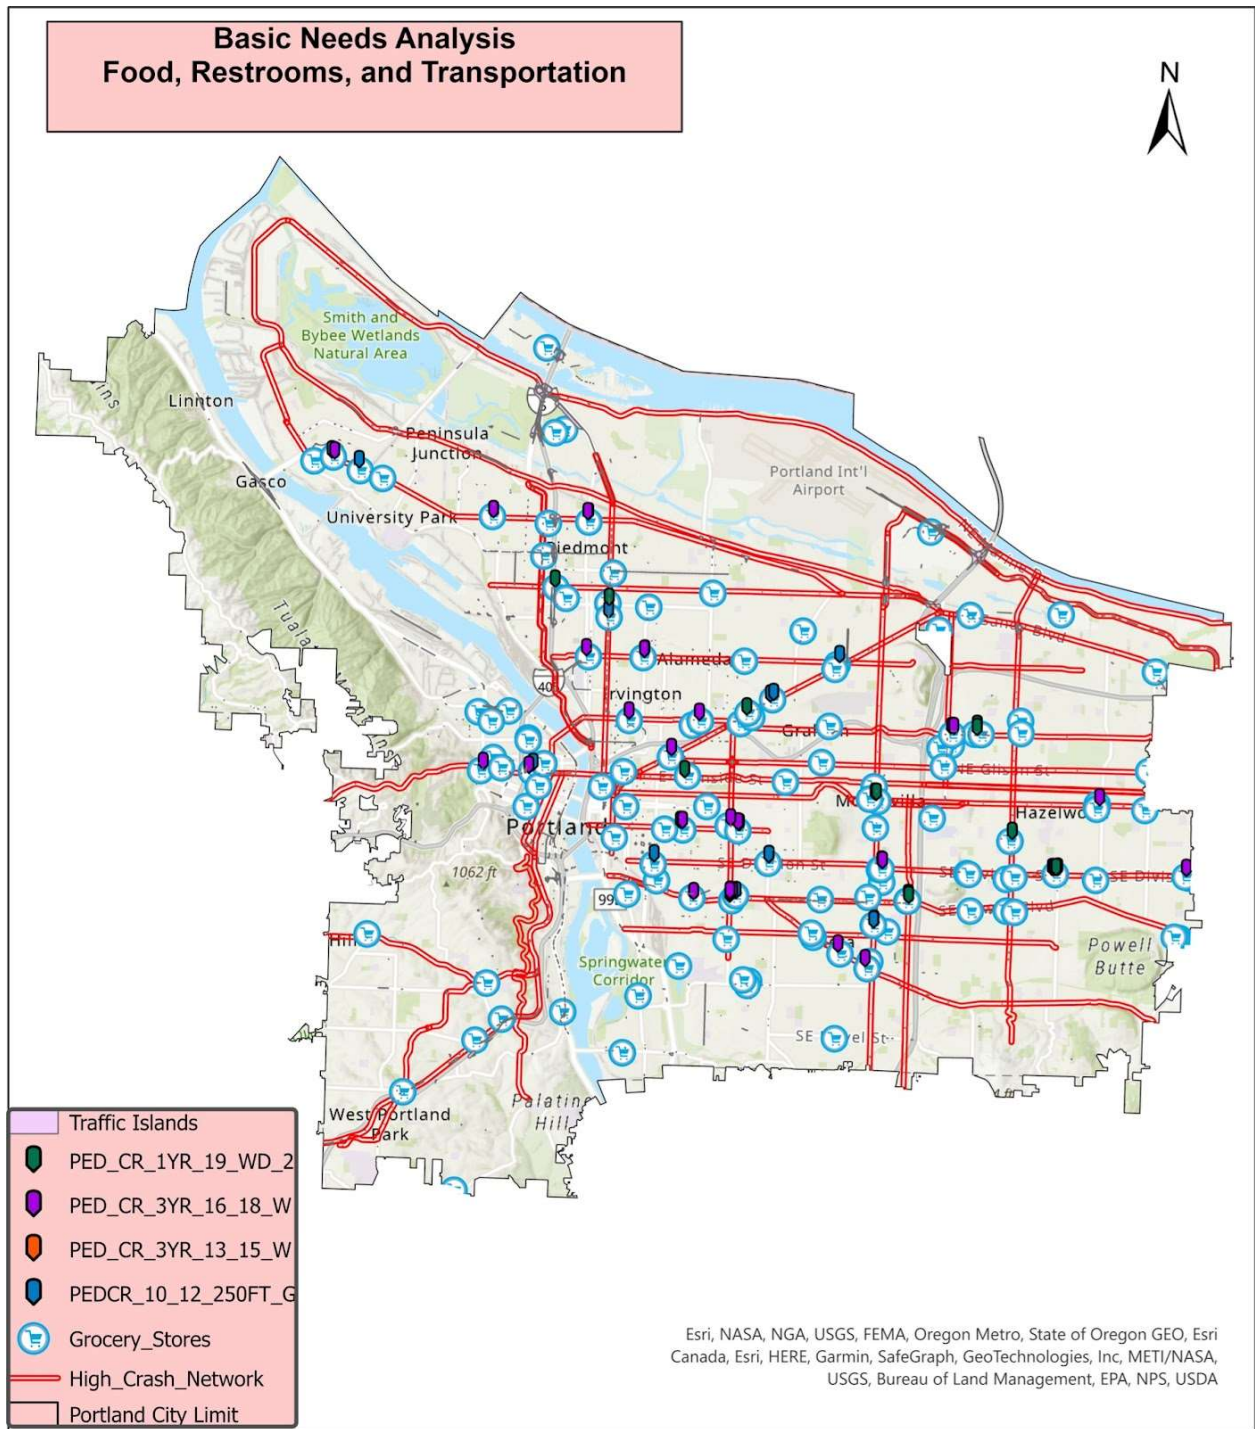 Basic Needs Analysis
Food, Restrooms, and Transportation
N
Smith and
Bybee Wetlands
Natural Area
Linnton
Peninsula
Junction
Portland Int'l
Airport
Gasco
University Park
Piedmont
Tuala
Alameda
40
Irvington
Portland
Hazelwo
1062 ft
99
Hil
Springwater
Corridor
Powell
Butte
Palatine
Hill
West Portland
Park
Traffic Islands
PED_CR_1YR_19_WD_2
PED_CR_3YR_16_18_W
PED_CR_3YR_13_15_W
PEDCR_10_12_250FT_G
Grocery_Stores
High_Crash_Network
Portland City Limit
Esri, NASA, NGA, USGS, FEMA, Oregon Metro, State of Oregon GEO, Esri
Canada, Esri, HERE, Garmin, SafeGraph, GeoTechnologies, Inc, METI/NASA,
USGS, Bureau of Land Management, EPA, NPS, USDA